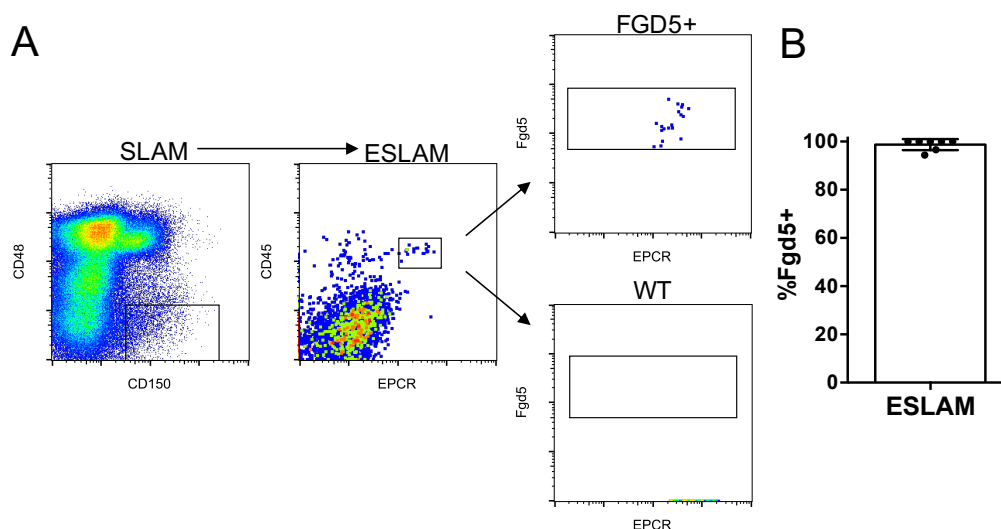 A
SLAM
ESLAM
CD48
CD150
CD45
EPCR
FGD5+
Fgd5
EPCR
WT
Fgd5
EPCR
B
%Fgd5+
100
80
60
40
20
0
ESLAM